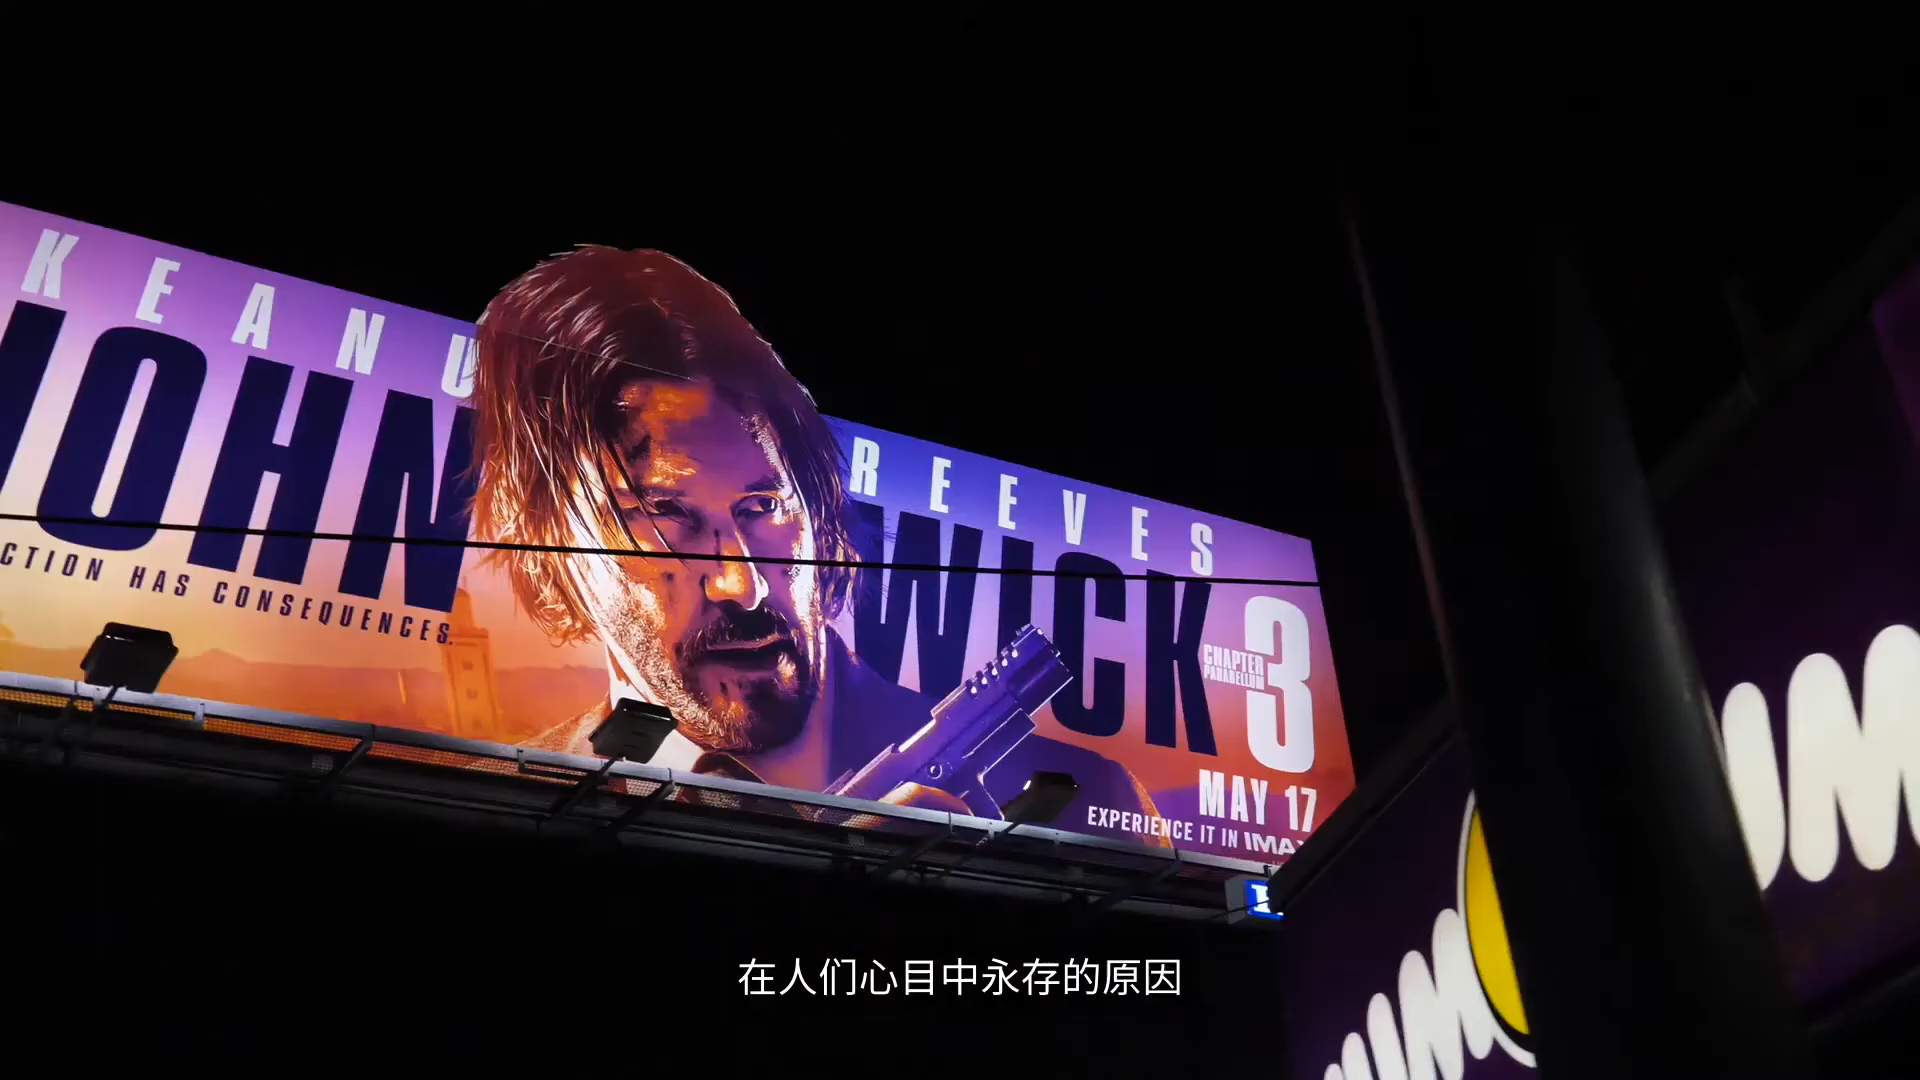 KEANU REEVES
JOHN WICK
CHAPTER 3
PARABELLUM
CTION HAS CONSEQUENCES.
MAY 17
EXPERIENCE IT IN IMAX
在人们心目中永存的原因